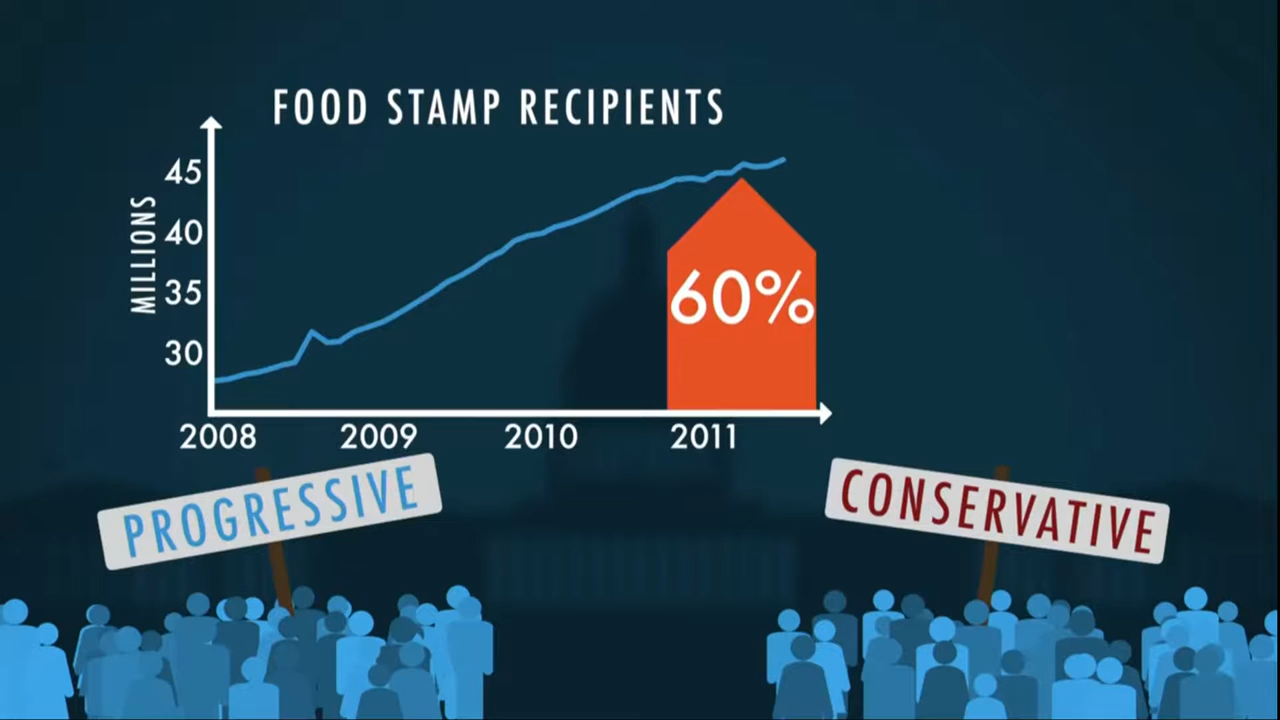 FOOD STAMP RECIPIENTS
MILLIONS
45
40
35
30
60%
2008 2009 2010 2011
PROGRESSIVE
CONSERVATIVE